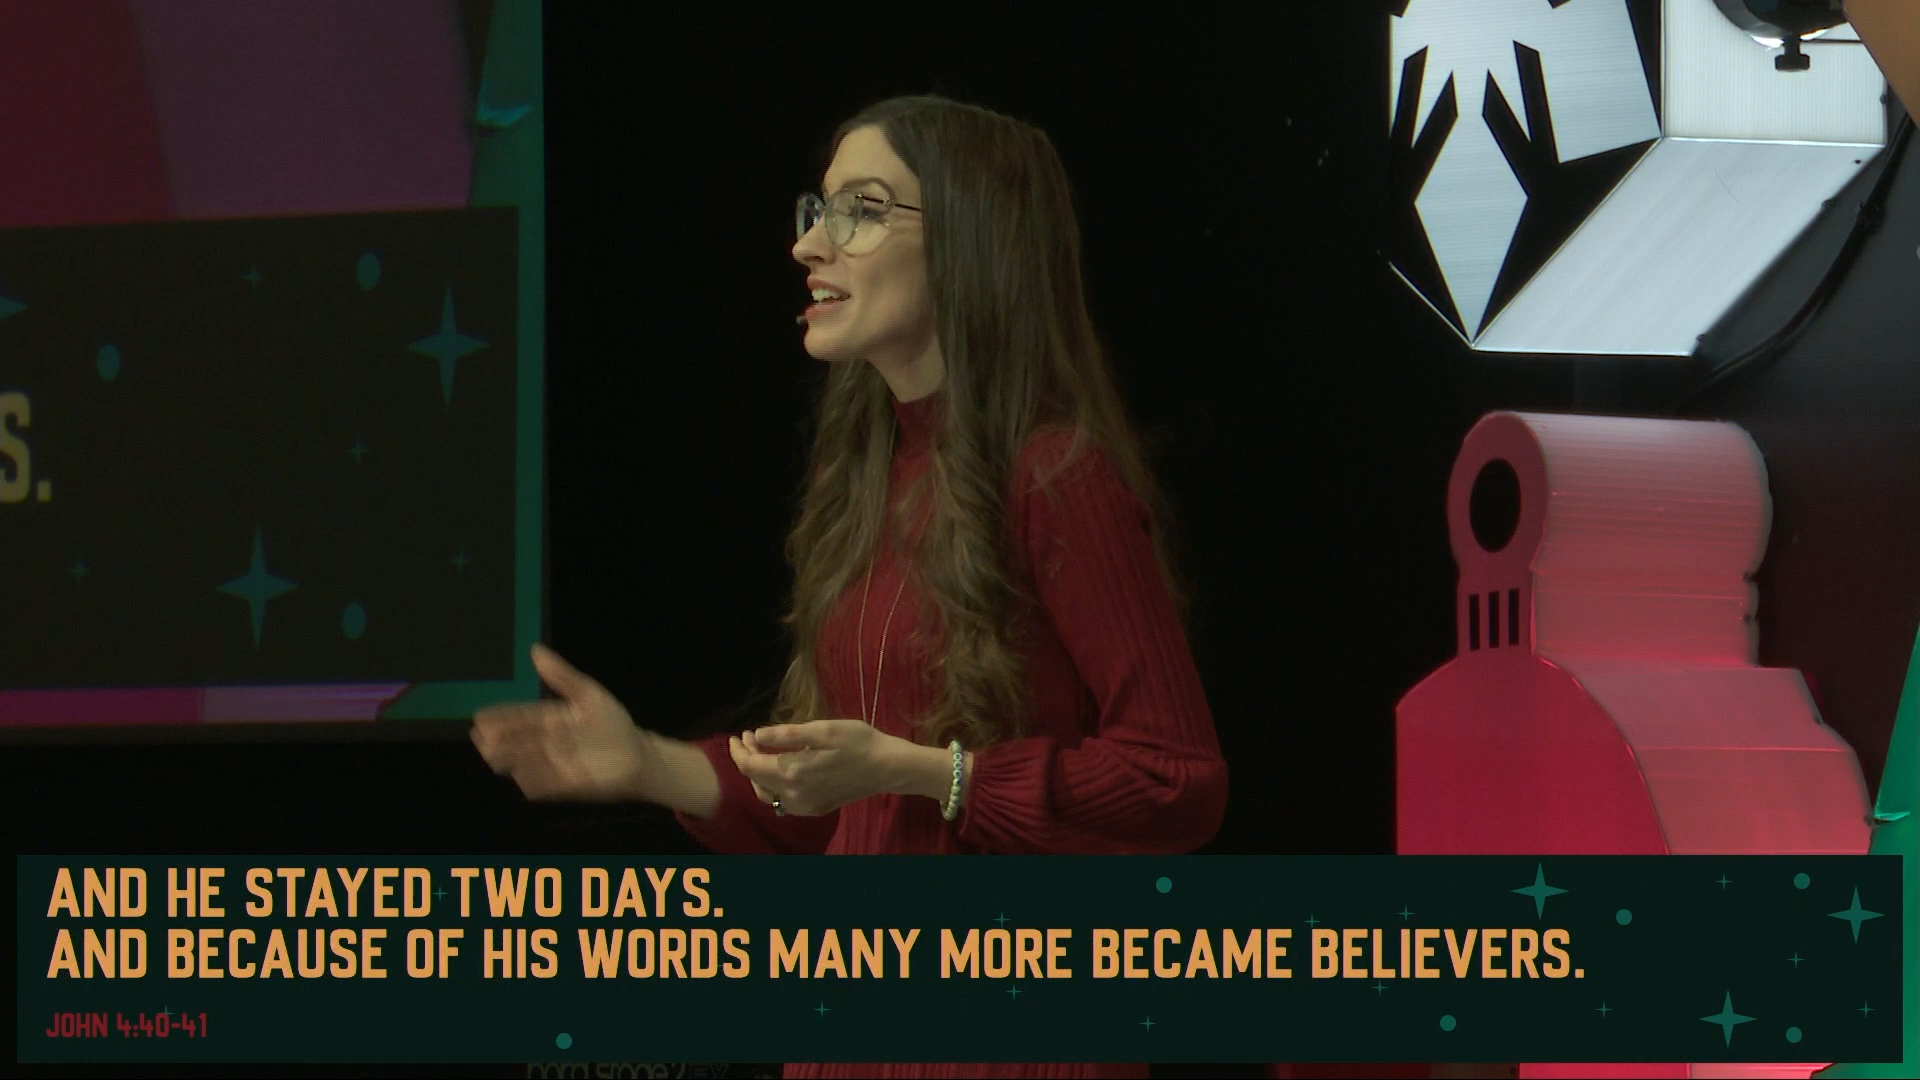 S.
AND HE STAYED TWO DAYS.
AND BECAUSE OF HIS WORDS MANY MORE BECAME BELIEVERS.
JOHN 4:40-41